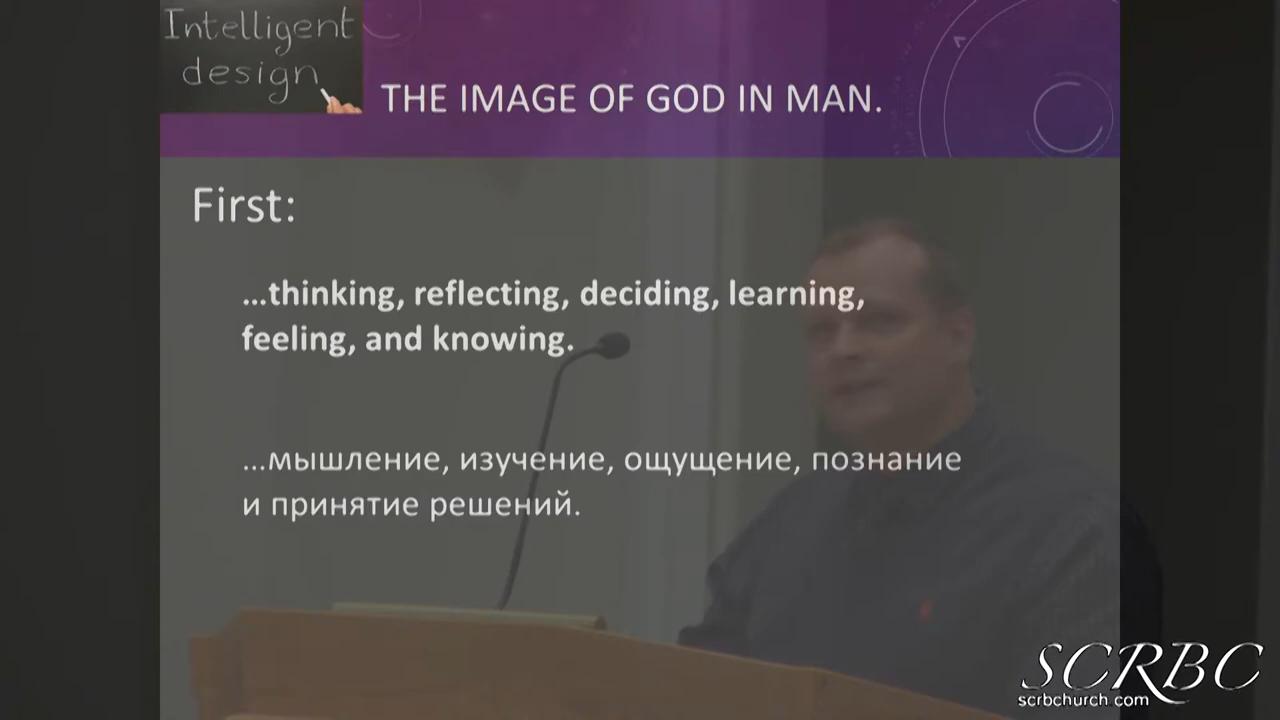 Intelligent
design
THE IMAGE OF GOD IN MAN.
First:
...thinking, reflecting, deciding, learning,
feeling, and knowing.
...мышление, изучение, ощущение, познание
и принятие решений.
SCRBC
scrbchurch.com